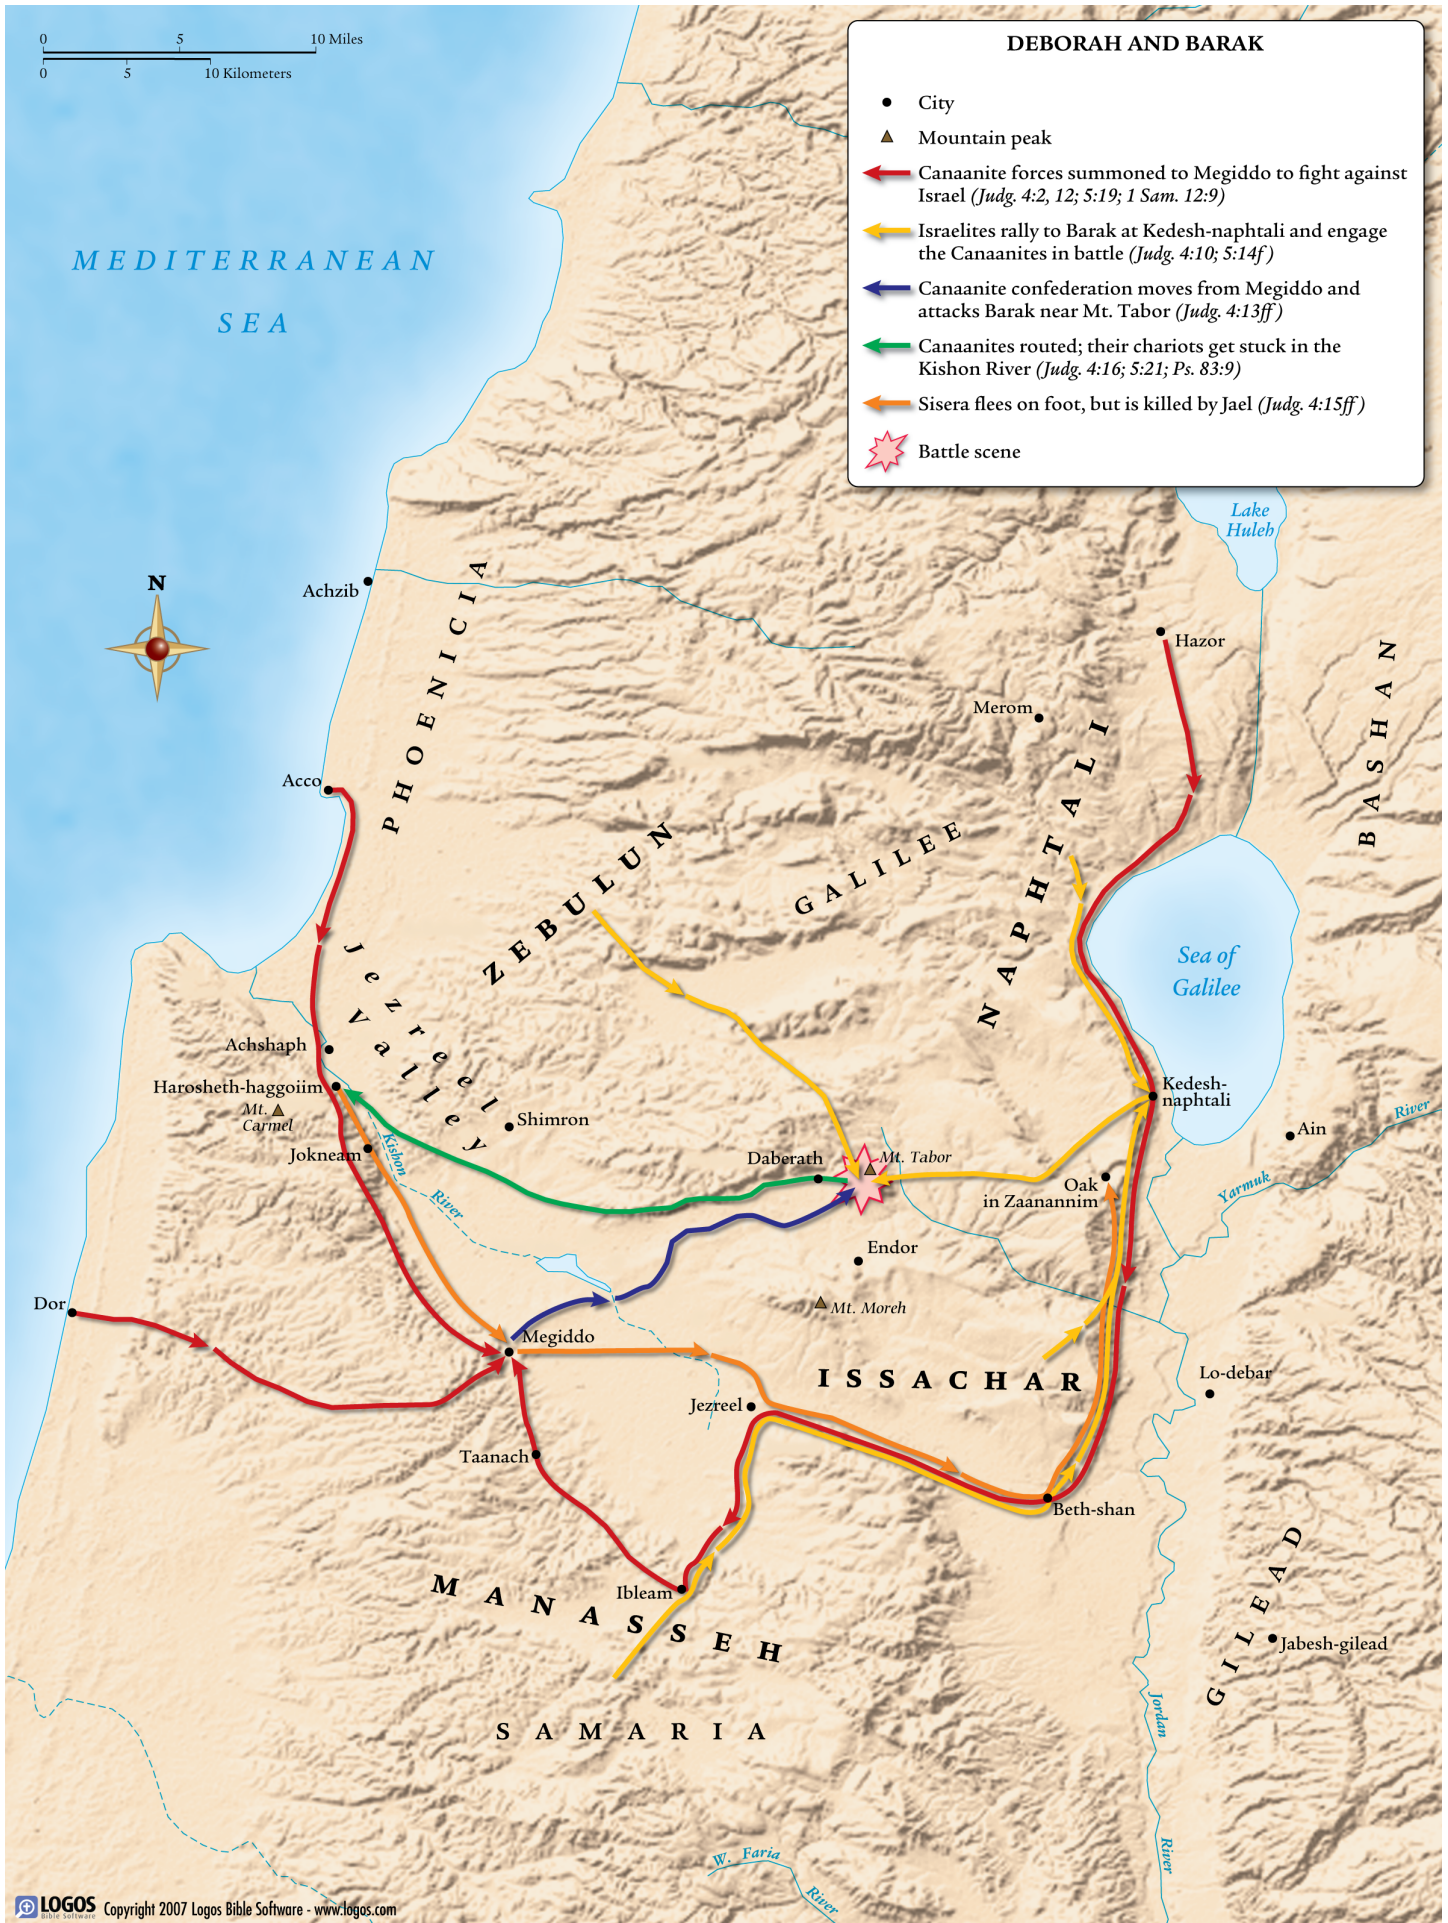 0 5 10 Miles
0 5 10 Kilometers
DEBORAH AND BARAK
City
Mountain peak
Canaanite forces summoned to Megiddo to fight against
Israel (Judg. 4:2, 12; 5:19; 1 Sam. 12:9)
Israelites rally to Barak at Kedesh-naphtali and engage
the Canaanites in battle (Judg. 4:10; 5:14f)
Canaanite confederation moves from Megiddo and
attacks Barak near Mt. Tabor (Judg. 4:13ff)
Canaanites routed; their chariots get stuck in the
Kishon River (Judg. 4:16; 5:21; Ps. 83:9)
Sisera flees on foot, but is killed by Jael (Judg. 4:15ff)
Battle scene
MEDITERRANEAN
SEA
Lake
Huleh
N
Achzib
PHOENICIA
Hazor
BASHAN
Merom
Acco
NAPHTALI
ZEBULUN
GALILEE
Jezreel
Valley
Sea of
Galilee
Achshaph
Harosheth-haggoiim
Mt.
Carmel
Jokneam
Kishon
River
Shimron
Daberath
Mt. Tabor
Kedesh-
naphtali
Ain
River
Yarmuk
Oak
in Zaanannim
Endor
Mt. Moreh
Dor
Megiddo
ISSACHAR
Lo-debar
Jezreel
Taanach
Beth-shan
Ibleam
MANASSEH
GILEAD
Jabesh-gilead
Jordan
River
SAMARIA
W. Faria
River
LOGOS
Bible Software
Copyright 2007 Logos Bible Software - www.logos.com